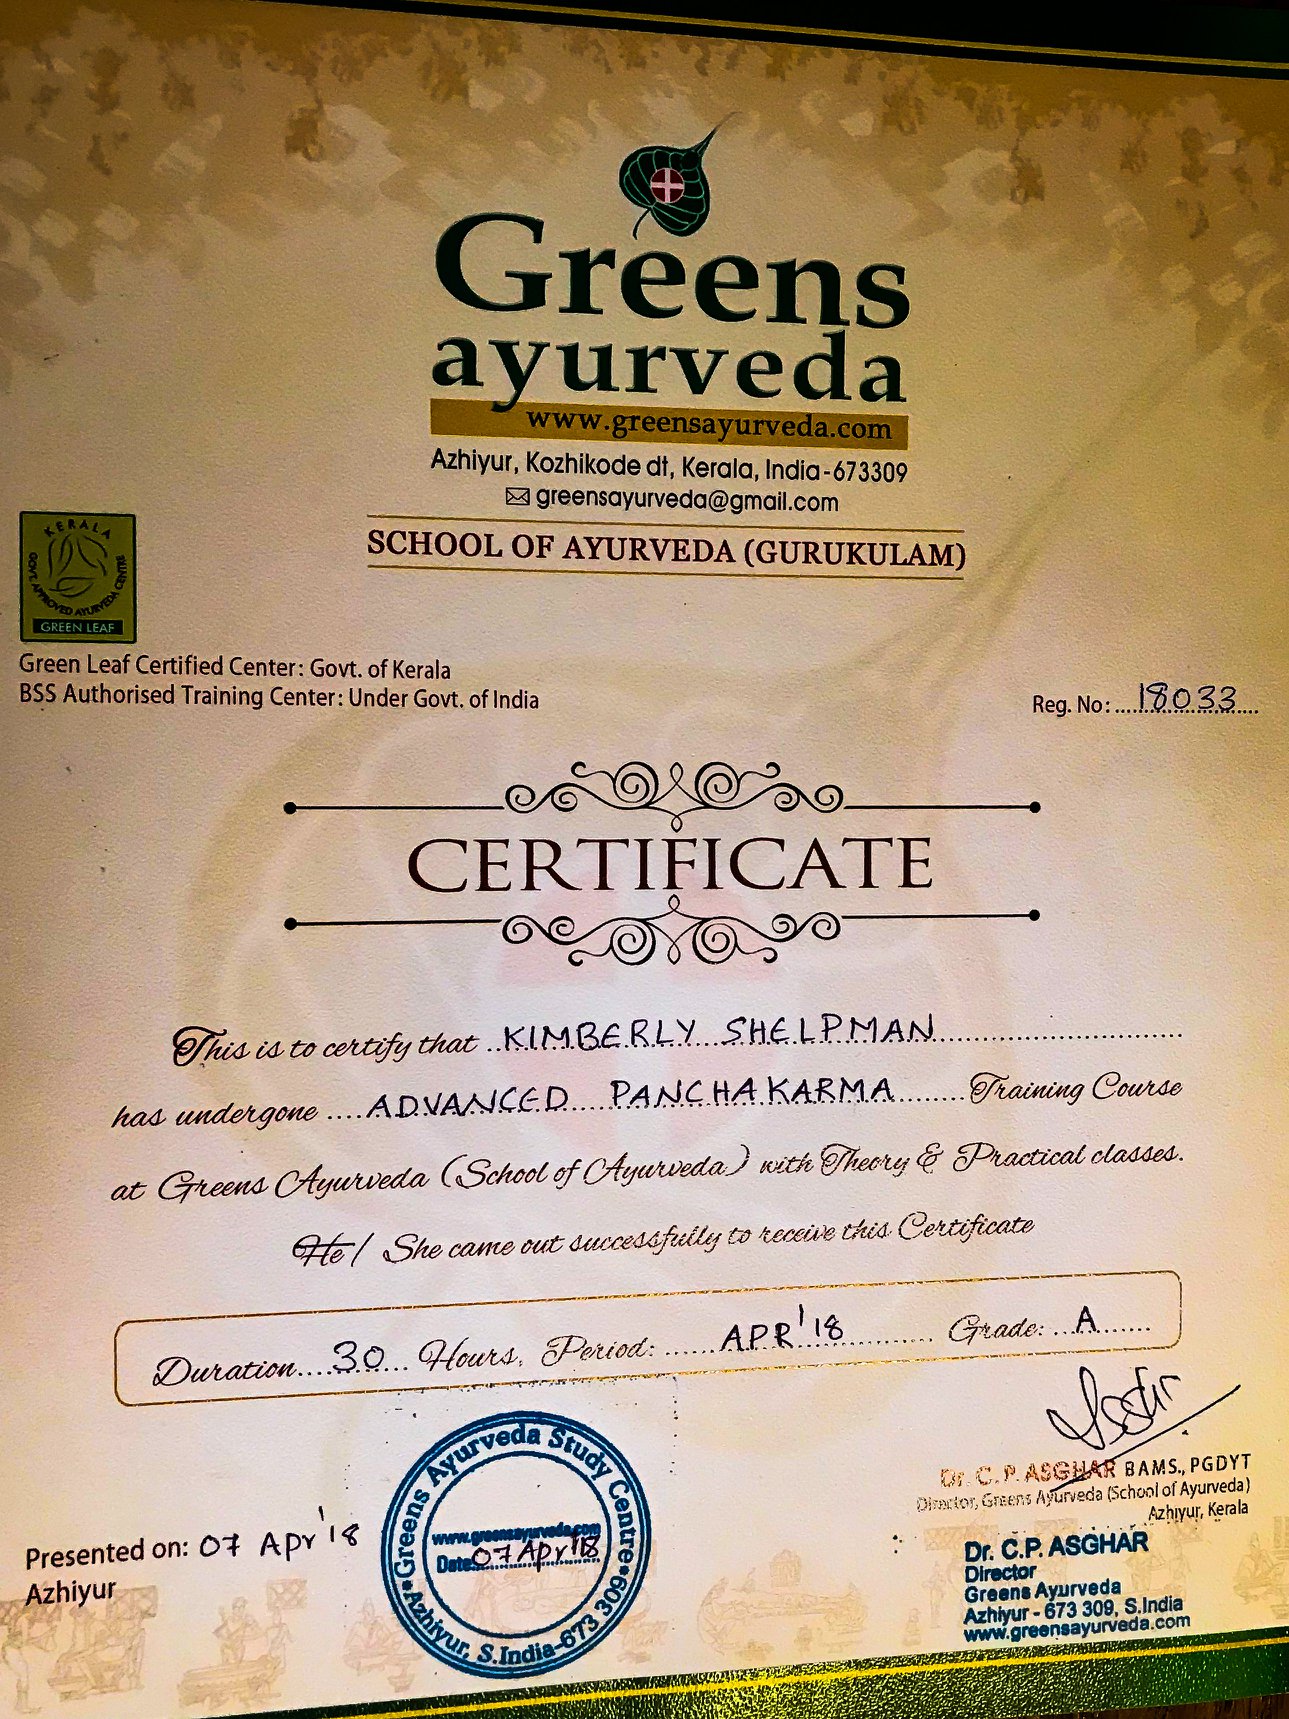 Greens
ayurveda
www.greensayurveda.com
Azhiyur, Kozhikode dt, Kerala, India-673309
greensayurveda@gmail.com
SCHOOL OF AYURVEDA (GURUKULAM)
KERALA
GOVT. APPROVED AYURVEDA CENTRE
GREEN LEAF
Green Leaf Certified Center: Govt. of Kerala
BSS Authorised Training Center: Under Govt. of India
Reg. No: 18033
CERTIFICATE
This is to certify that KIMBERLY SHELPMAN
has undergone ADVANCED PANCHAKARMA Training Course
at Greens Ayurveda (School of Ayurveda) with Theory & Practical classes.
He / She came out successfully to receive this Certificate
Duration 30 Hours, Period: APR'18 Grade: A
Dr. C.P. ASGHAR BAMS., PGDYT
Director, Greens Ayurveda (School of Ayurveda)
Azhiyur, Kerala
Presented on: 07 Apr'18
Azhiyur
Greens Ayurveda Study Centre
www.greensayurveda.com
Date: 07 Apr'18
Azhiyur, S.India-673 309
Dr. C.P. ASGHAR
Director
Greens Ayurveda
Azhiyur - 673 309, S.India
www.greensayurveda.com